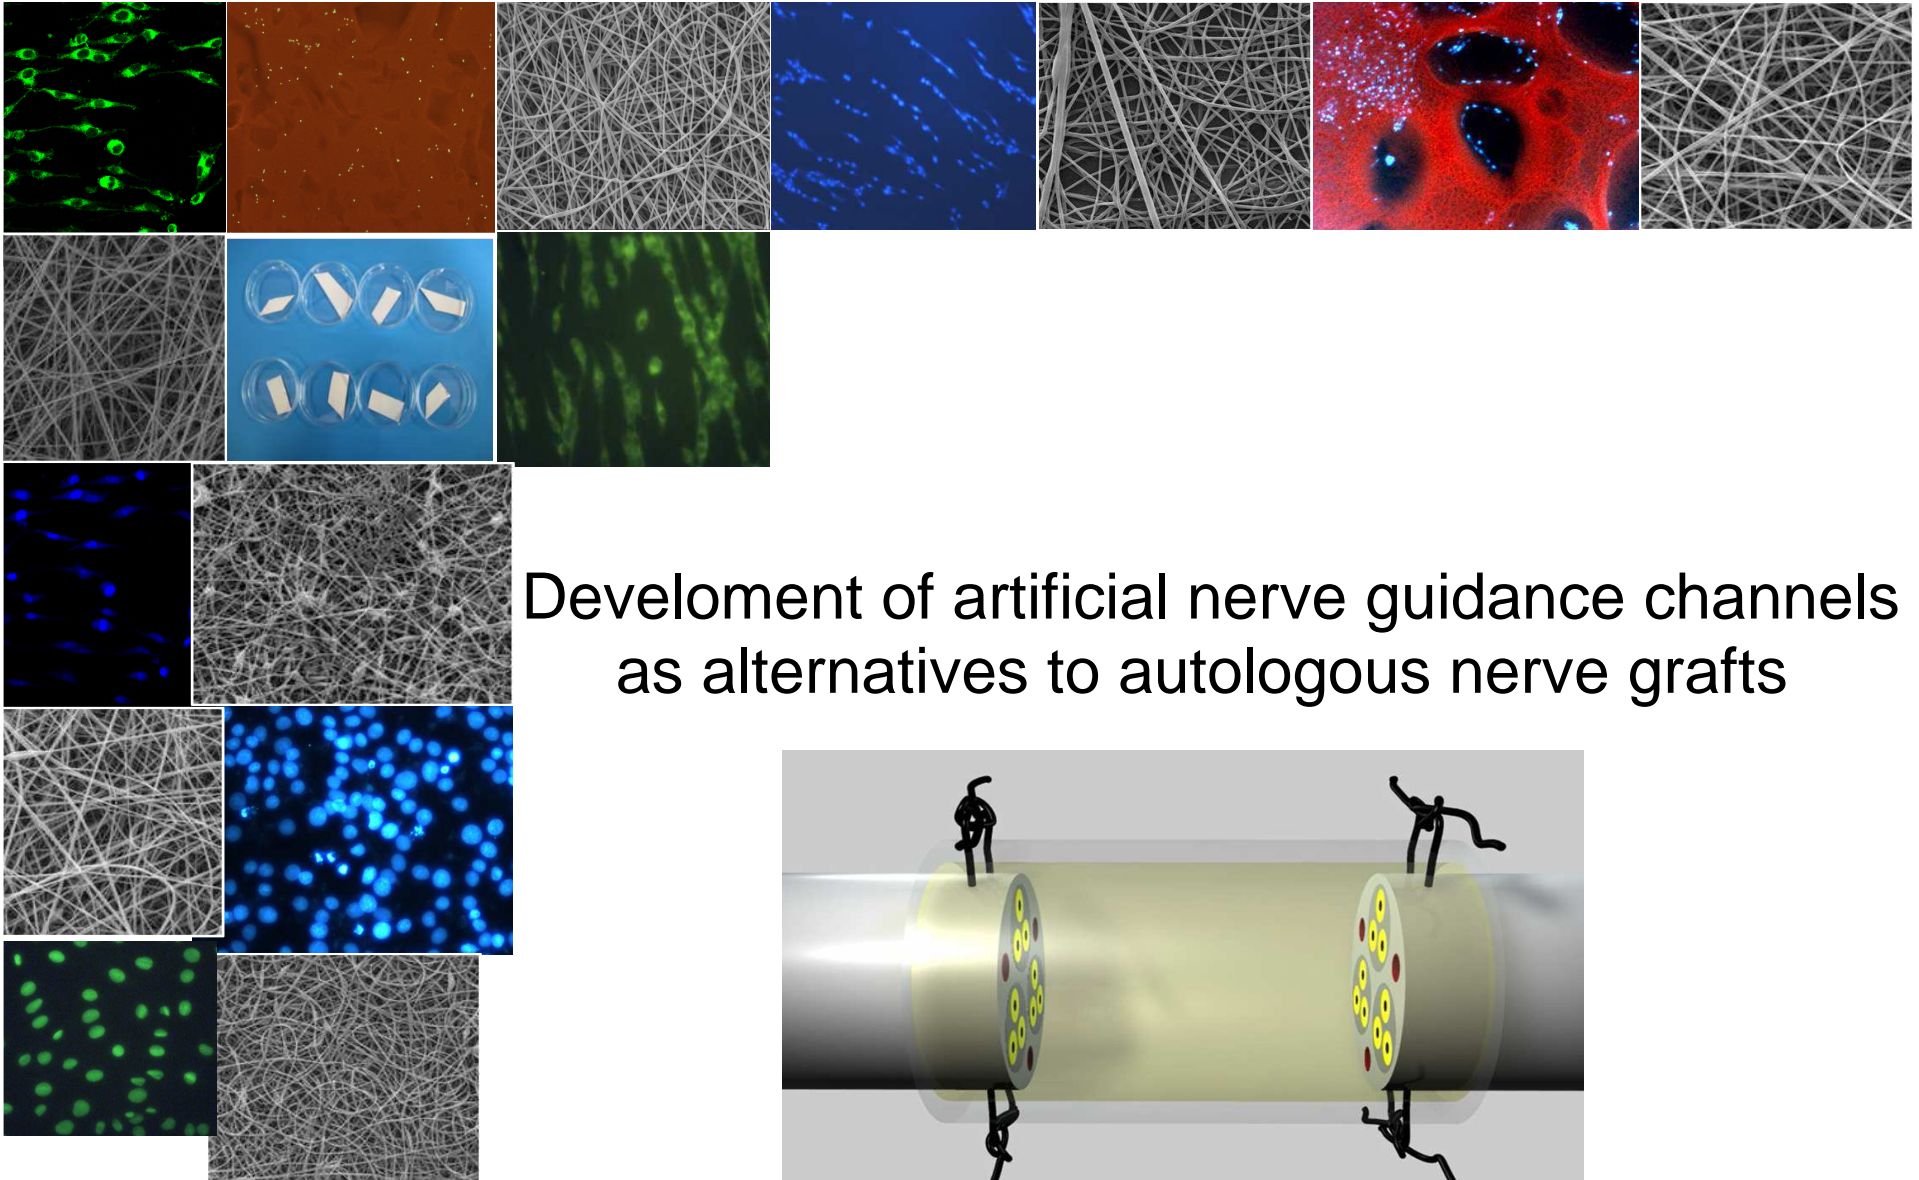 Develoment of artificial nerve guidance channels
as alternatives to autologous nerve grafts